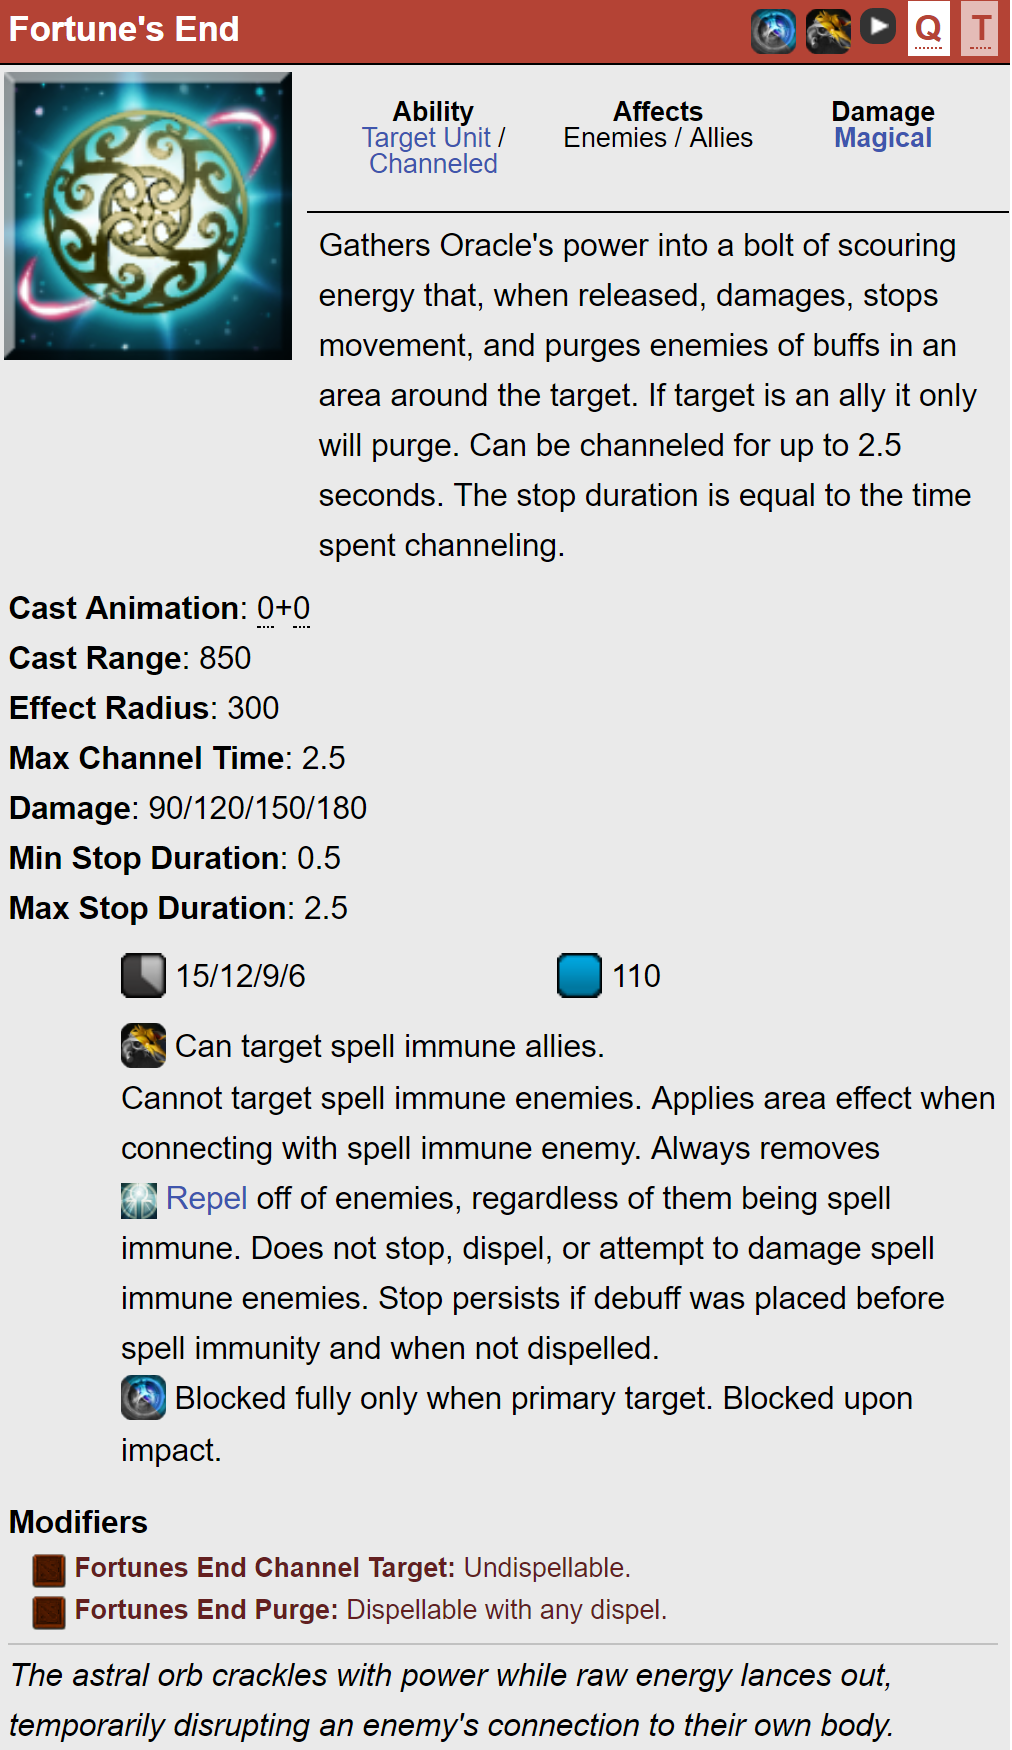 Fortune's End Q T
Ability Affects Damage
Target Unit / Enemies / Allies Magical
Channeled
Gathers Oracle's power into a bolt of scouring
energy that, when released, damages, stops
movement, and purges enemies of buffs in an
area around the target. If target is an ally it only
will purge. Can be channeled for up to 2.5
seconds. The stop duration is equal to the time
spent channeling.
Cast Animation: 0+0
Cast Range: 850
Effect Radius: 300
Max Channel Time: 2.5
Damage: 90/120/150/180
Min Stop Duration: 0.5
Max Stop Duration: 2.5
15/12/9/6 110
Can target spell immune allies.
Cannot target spell immune enemies. Applies area effect when
connecting with spell immune enemy. Always removes
Repel off of enemies, regardless of them being spell
immune. Does not stop, dispel, or attempt to damage spell
immune enemies. Stop persists if debuff was placed before
spell immunity and when not dispelled.
Blocked fully only when primary target. Blocked upon
impact.
Modifiers
Fortunes End Channel Target: Undispellable.
Fortunes End Purge: Dispellable with any dispel.
The astral orb crackles with power while raw energy lances out,
temporarily disrupting an enemy's connection to their own body.